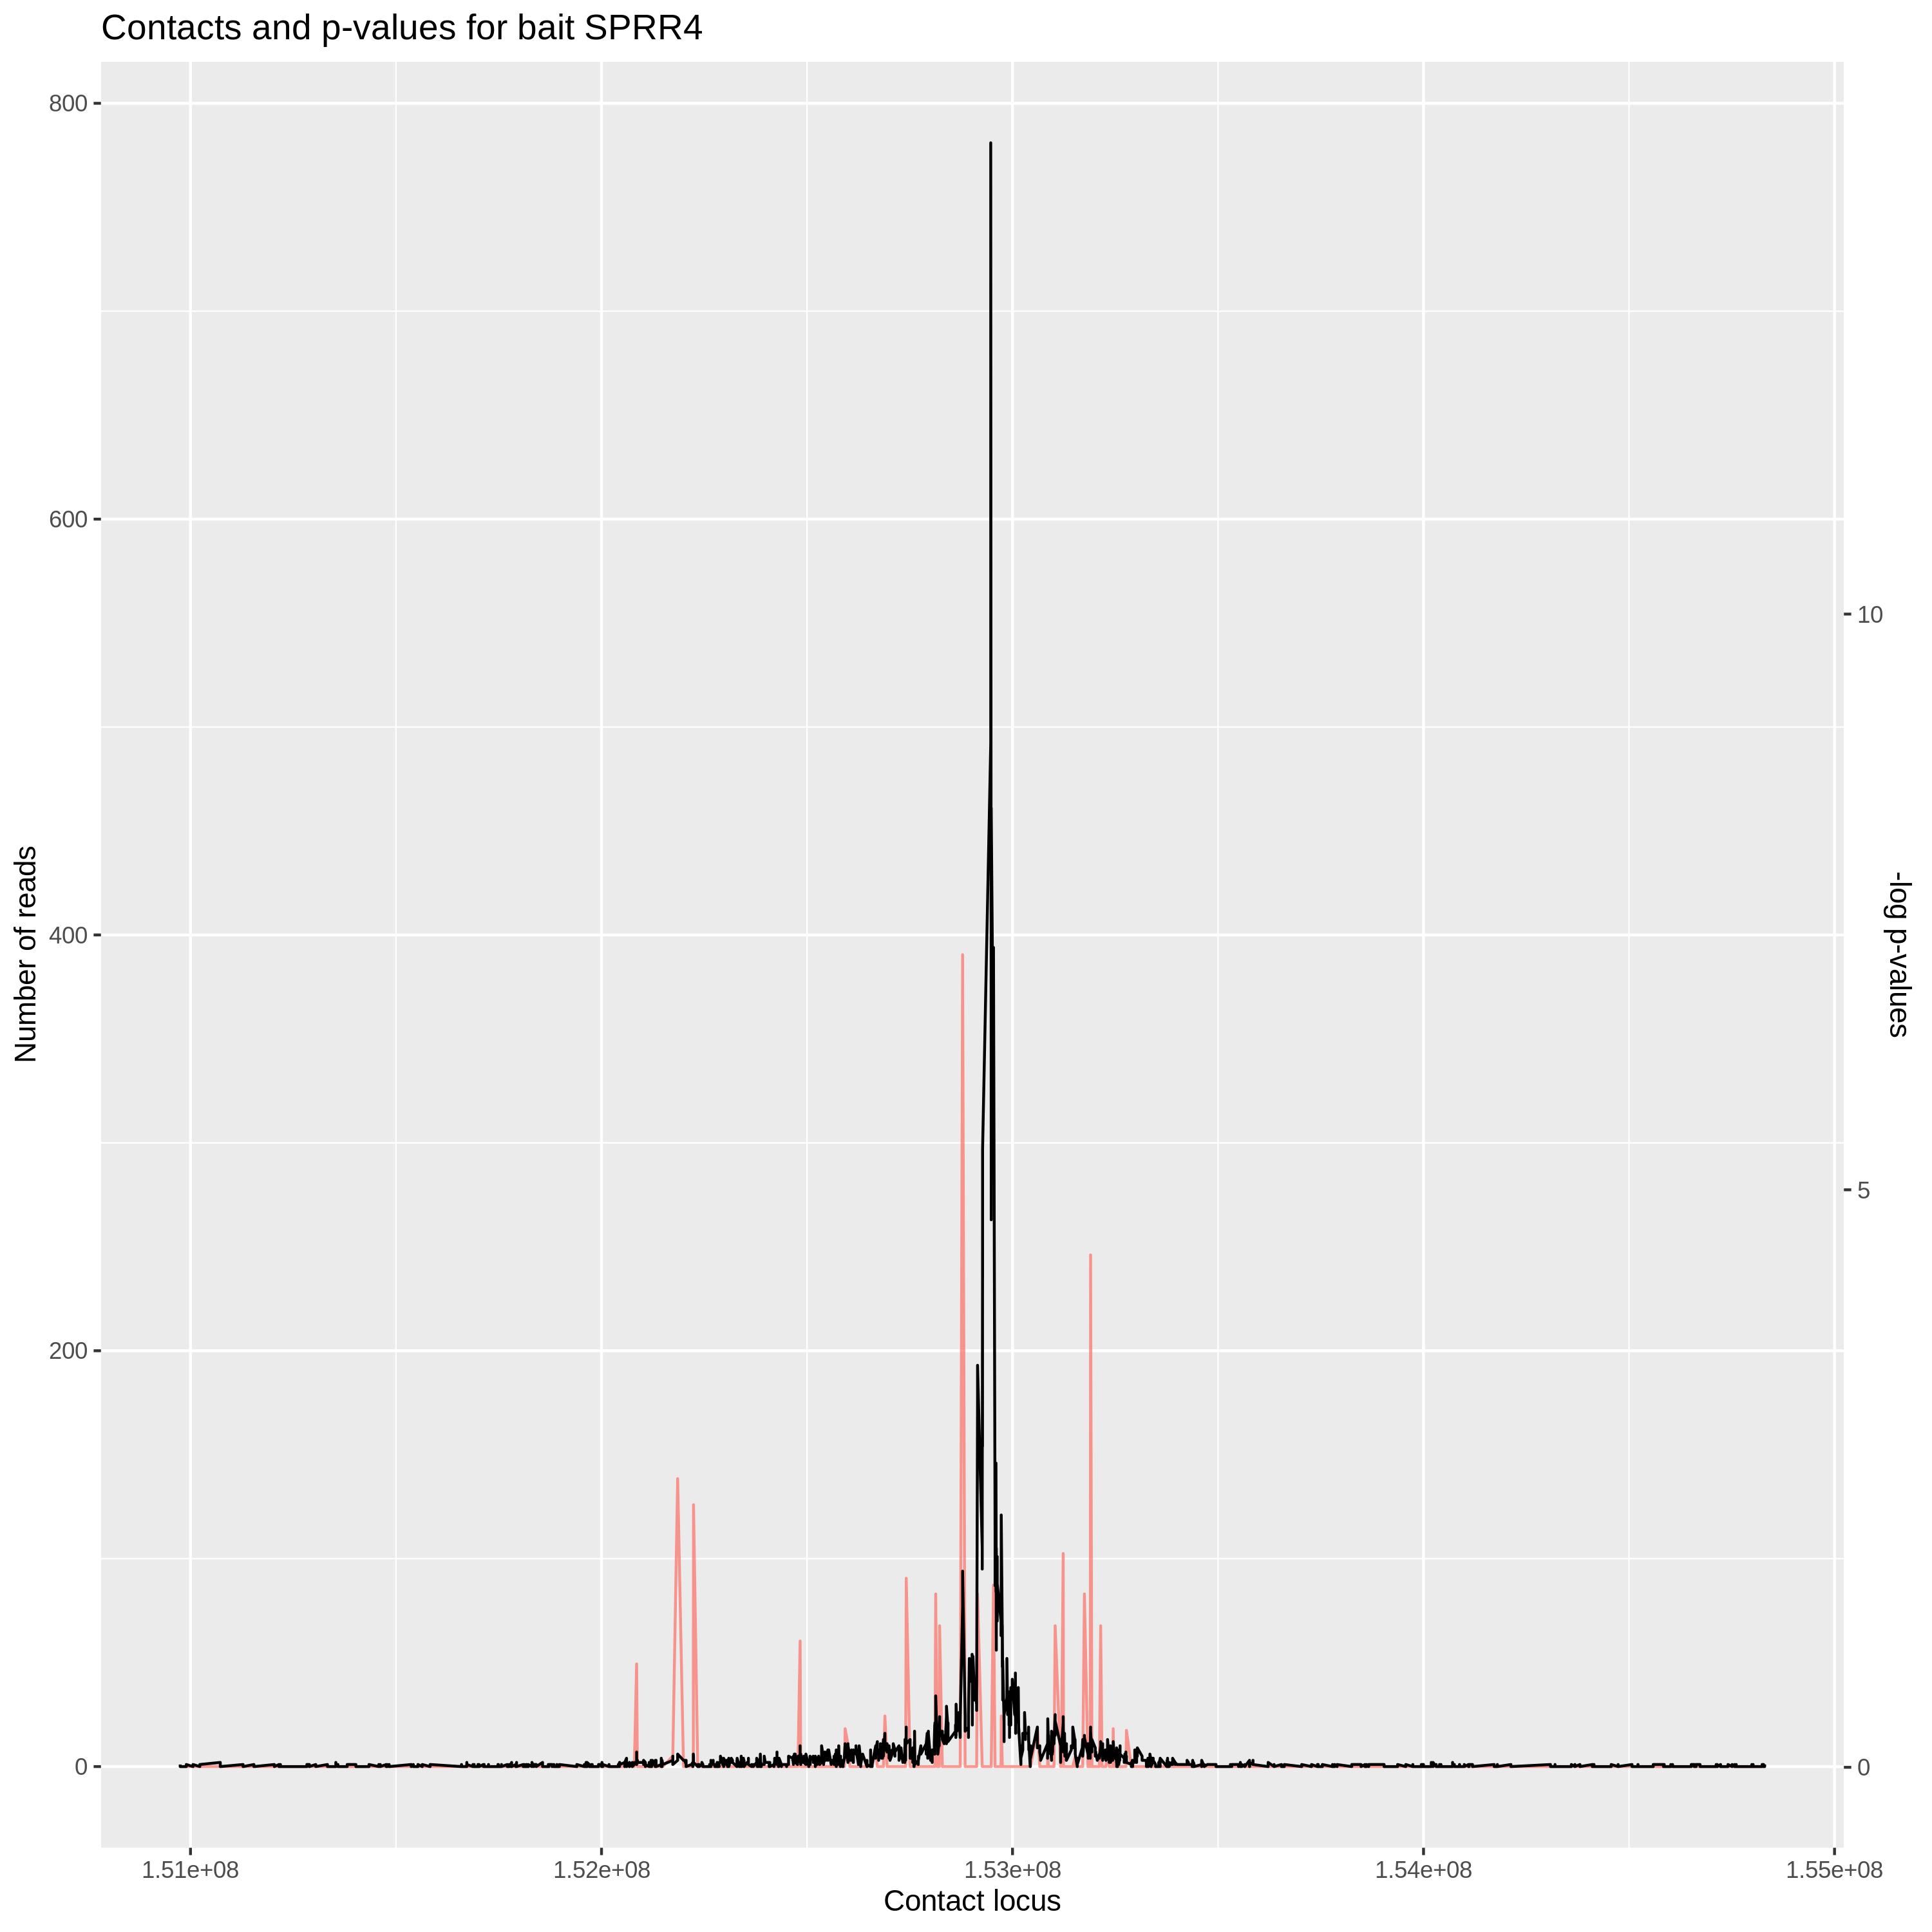 Contacts and p-values for bait SPRR4
800
600
400
200
0
Number of reads
10
5
0
-log p-values
1.51e+08
1.52e+08
1.53e+08
1.54e+08
1.55e+08
Contact locus